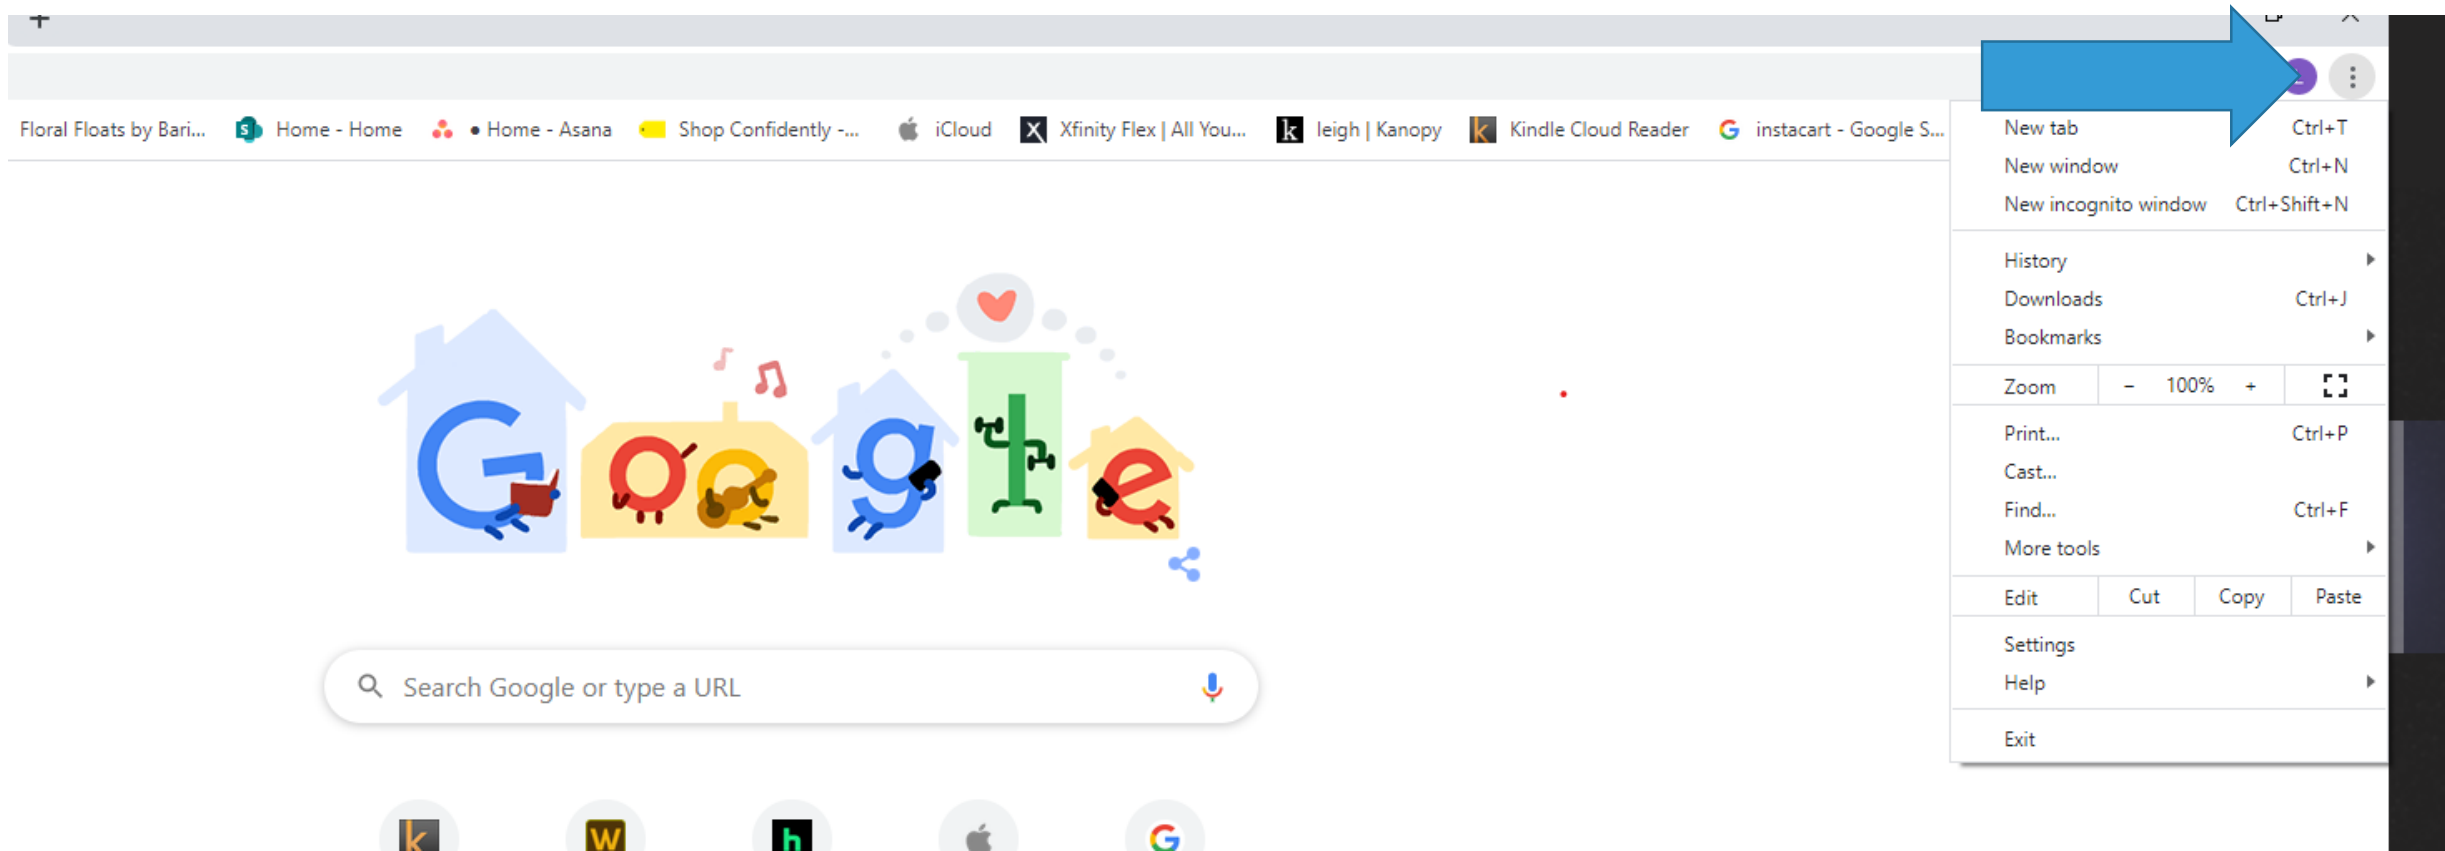 Floral Floats by Bari... Home - Home • Home - Asana Shop Confidently -... iCloud Xfinity Flex | All You... leigh | Kanopy Kindle Cloud Reader instacart - Google S...
New tab Ctrl+T
New window Ctrl+N
New incognito window Ctrl+Shift+N
History
Downloads Ctrl+J
Bookmarks
Zoom - 100% +
Print... Ctrl+P
Cast...
Find... Ctrl+F
More tools
Edit Cut Copy Paste
Settings
Help
Exit
Google
Search Google or type a URL
k W h G